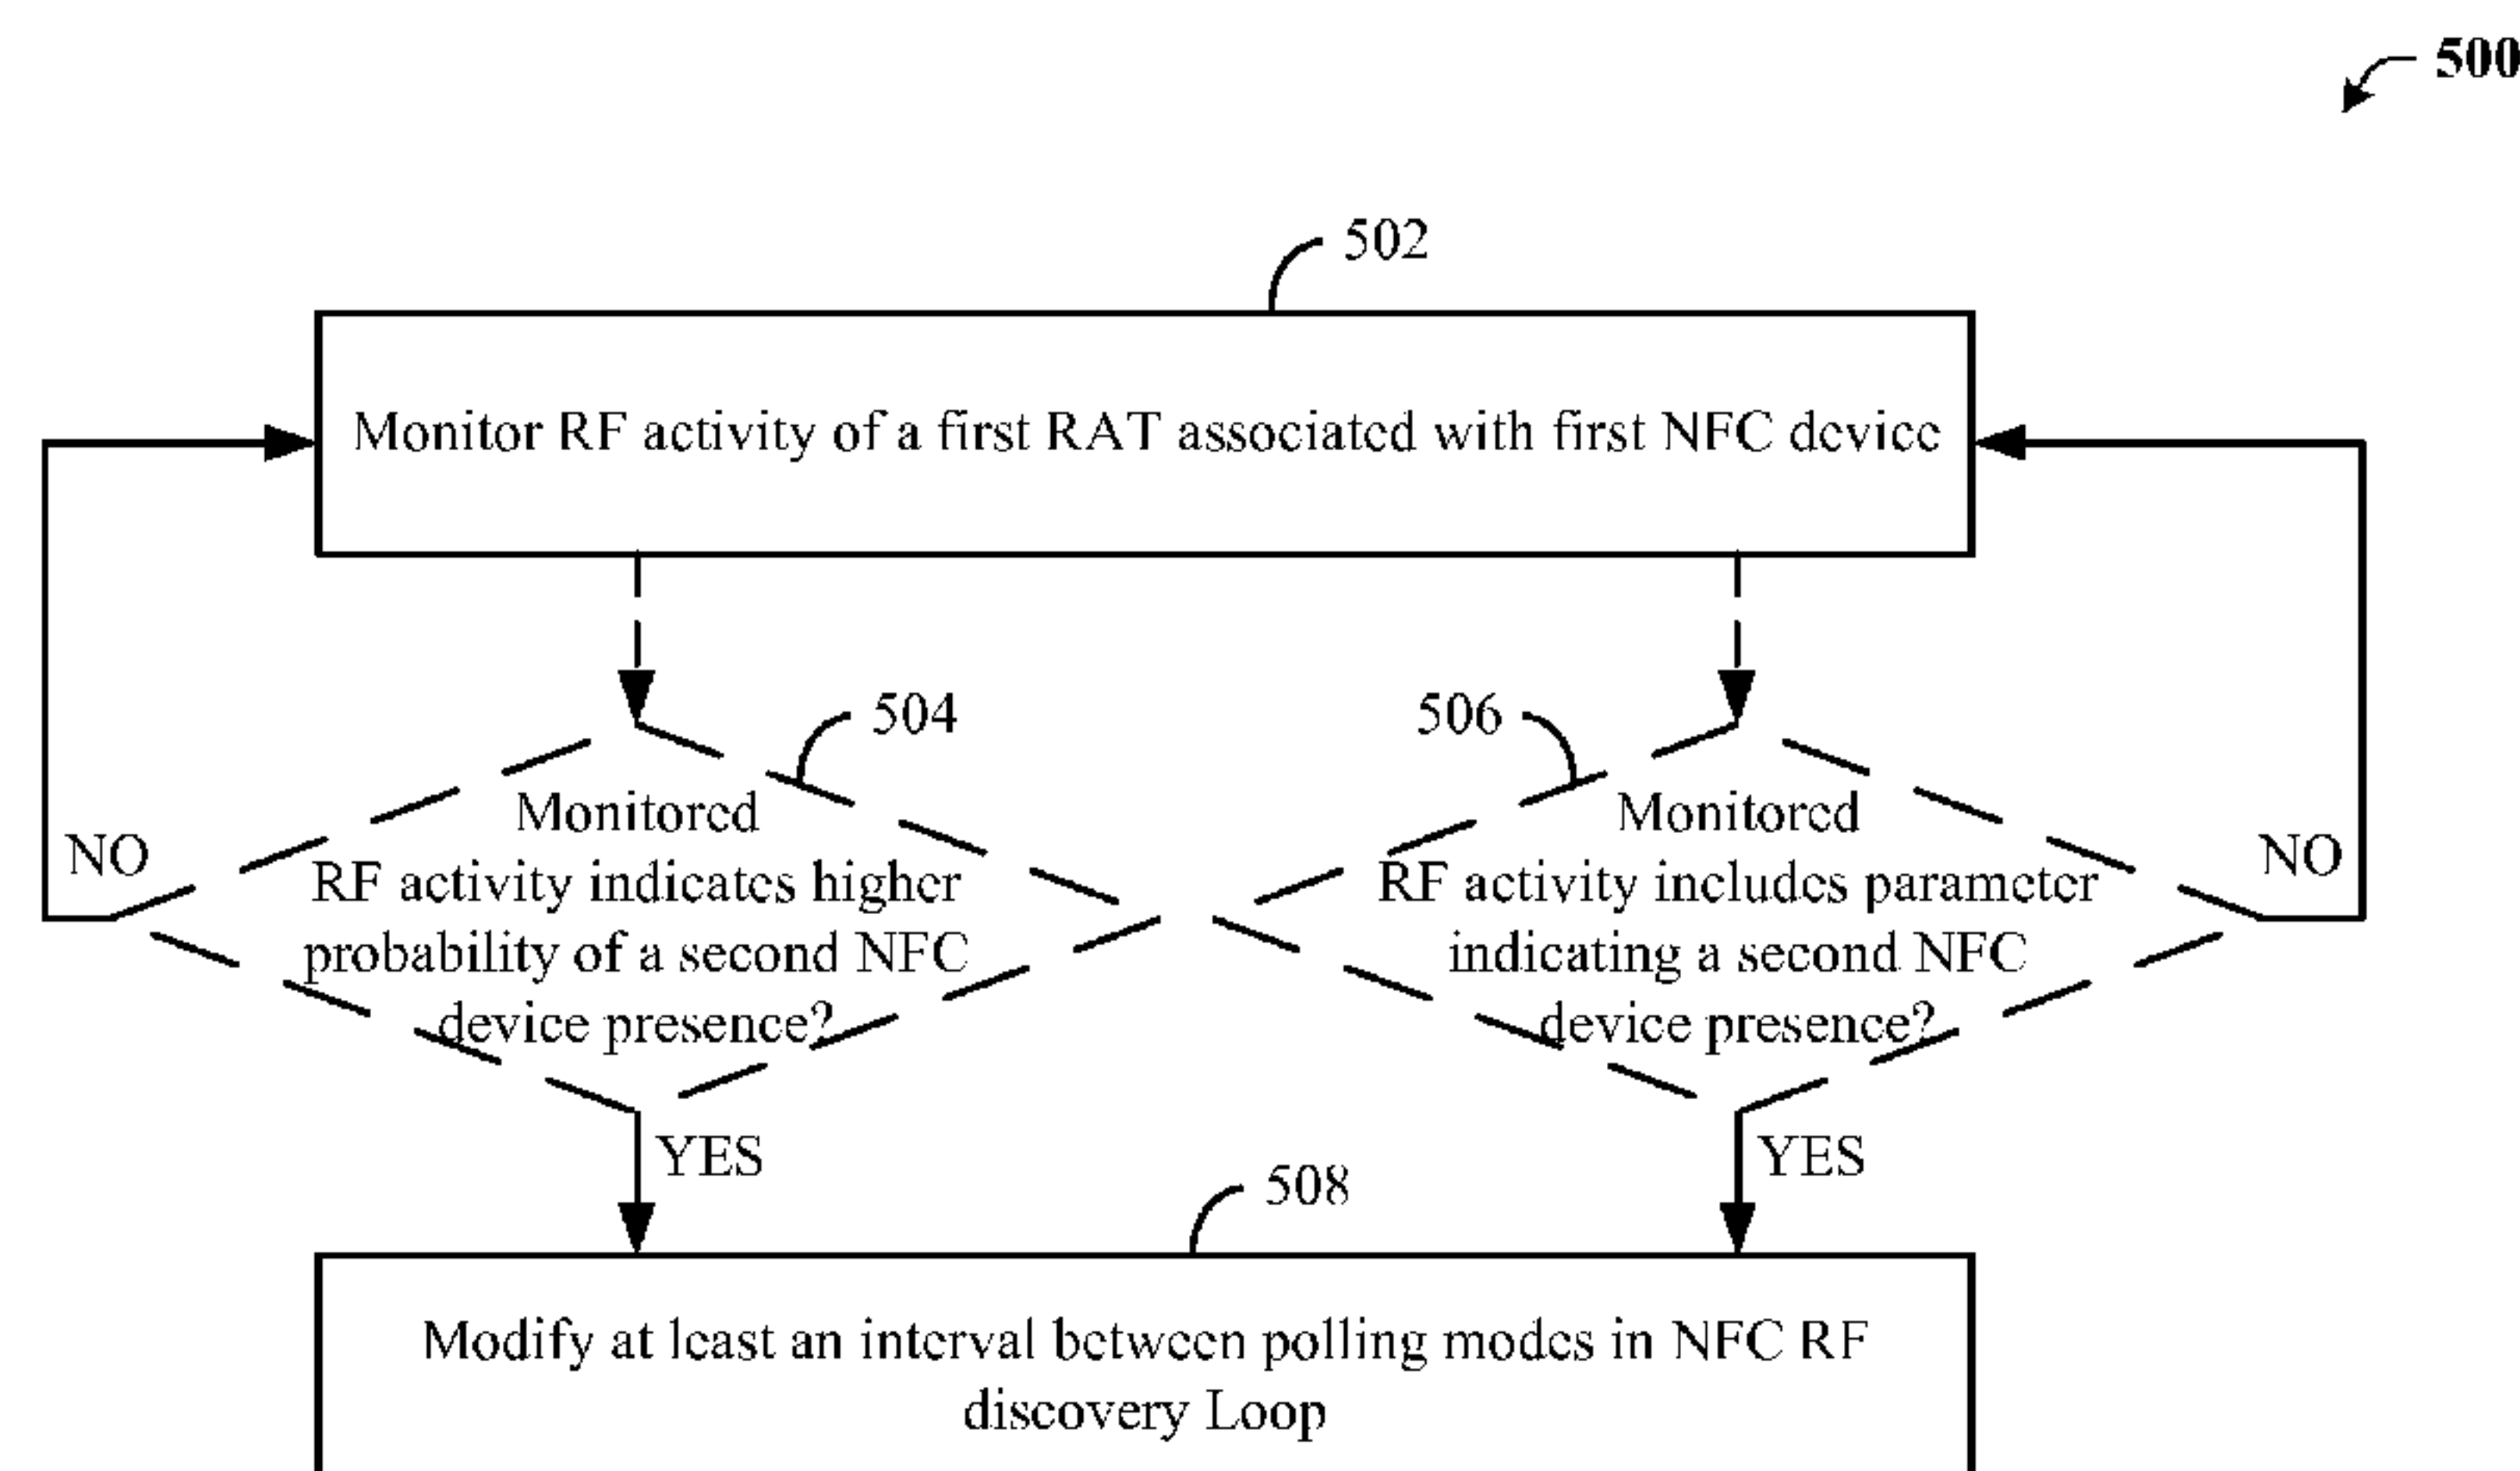 500
502
Monitor RF activity of a first RAT associated with first NFC device
504
506
Monitored
RF activity indicates higher
probability of a second NFC
device presence?
Monitored
RF activity includes parameter
indicating a second NFC
device presence?
NO
NO
YES
YES
508
Modify at least an interval between polling modes in NFC RF
discovery Loop